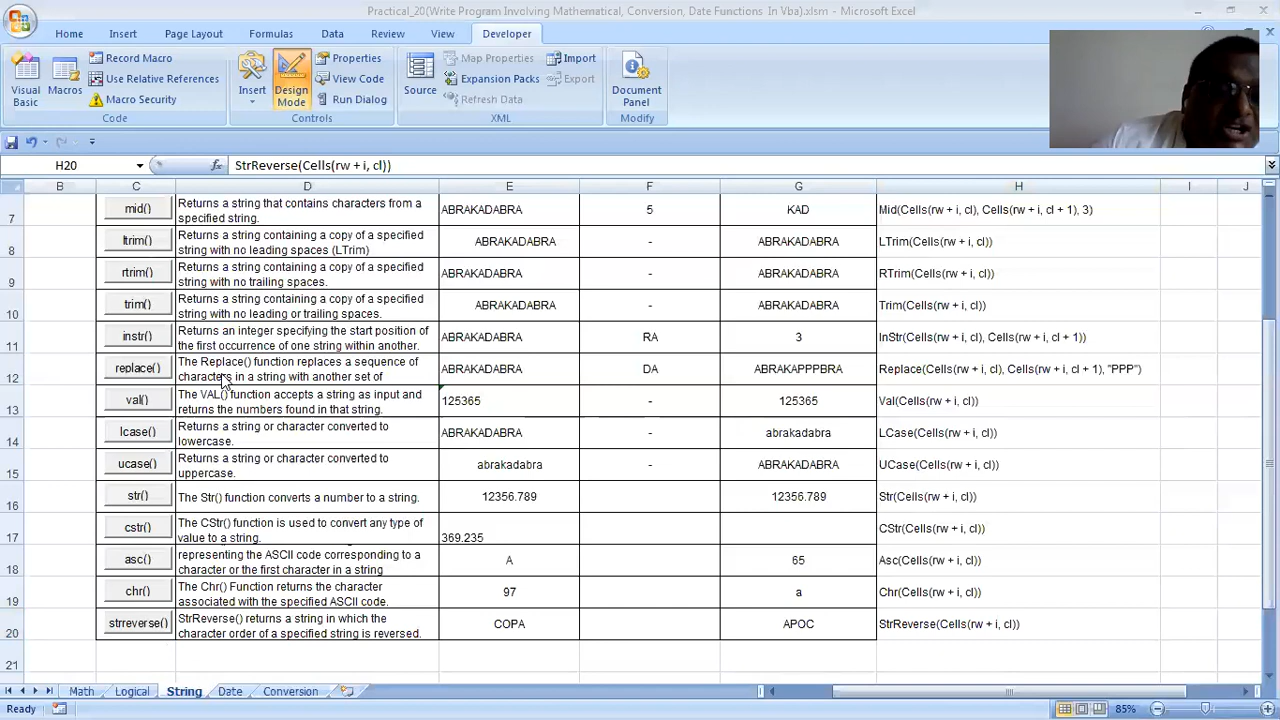 Practical_20(Write Program Involving Mathematical, Conversion, Date Functions In Vba).xlsm - Microsoft Excel
Home Insert Page Layout Formulas Data Review View Developer
Visual Basic
Macros
Record Macro
Use Relative References
Macro Security
Code
Insert
Design Mode
Properties
View Code
Run Dialog
Controls
Source
Map Properties
Expansion Packs
Refresh Data
Import
Export
XML
Document Panel
Modify
H20 fx StrReverse(Cells(rw + i, cl))
B C D E F G H I J
7 mid() Returns a string that contains characters from a specified string. ABRAKADABRA 5 KAD Mid(Cells(rw + i, cl), Cells(rw + i, cl + 1), 3)
8 ltrim() Returns a string containing a copy of a specified string with no leading spaces (LTrim) ABRAKADABRA - ABRAKADABRA LTrim(Cells(rw + i, cl))
9 rtrim() Returns a string containing a copy of a specified string with no trailing spaces. ABRAKADABRA - ABRAKADABRA RTrim(Cells(rw + i, cl))
10 trim() Returns a string containing a copy of a specified string with no leading or trailing spaces. ABRAKADABRA - ABRAKADABRA Trim(Cells(rw + i, cl))
11 instr() Returns an integer specifying the start position of the first occurrence of one string within another. ABRAKADABRA RA 3 InStr(Cells(rw + i, cl), Cells(rw + i, cl + 1))
12 replace() The Replace() function replaces a sequence of characters in a string with another set of ABRAKADABRA DA ABRAKAPPPBRA Replace(Cells(rw + i, cl), Cells(rw + i, cl + 1), "PPP")
13 val() The VAL() function accepts a string as input and returns the numbers found in that string. 125365 - 125365 Val(Cells(rw + i, cl))
14 lcase() Returns a string or character converted to lowercase. ABRAKADABRA - abrakadabra LCase(Cells(rw + i, cl))
15 ucase() Returns a string or character converted to uppercase. abrakadabra - ABRAKADABRA UCase(Cells(rw + i, cl))
16 str() The Str() function converts a number to a string. 12356.789 12356.789 Str(Cells(rw + i, cl))
17 cstr() The CStr() function is used to convert any type of value to a string. 369.235 CStr(Cells(rw + i, cl))
18 asc() representing the ASCII code corresponding to a character or the first character in a string A 65 Asc(Cells(rw + i, cl))
19 chr() The Chr() Function returns the character associated with the specified ASCII code. 97 a Chr(Cells(rw + i, cl))
20 strreverse() StrReverse() returns a string in which the character order of a specified string is reversed. COPA APOC StrReverse(Cells(rw + i, cl))
21
Math Logical String Date Conversion
Ready 85%